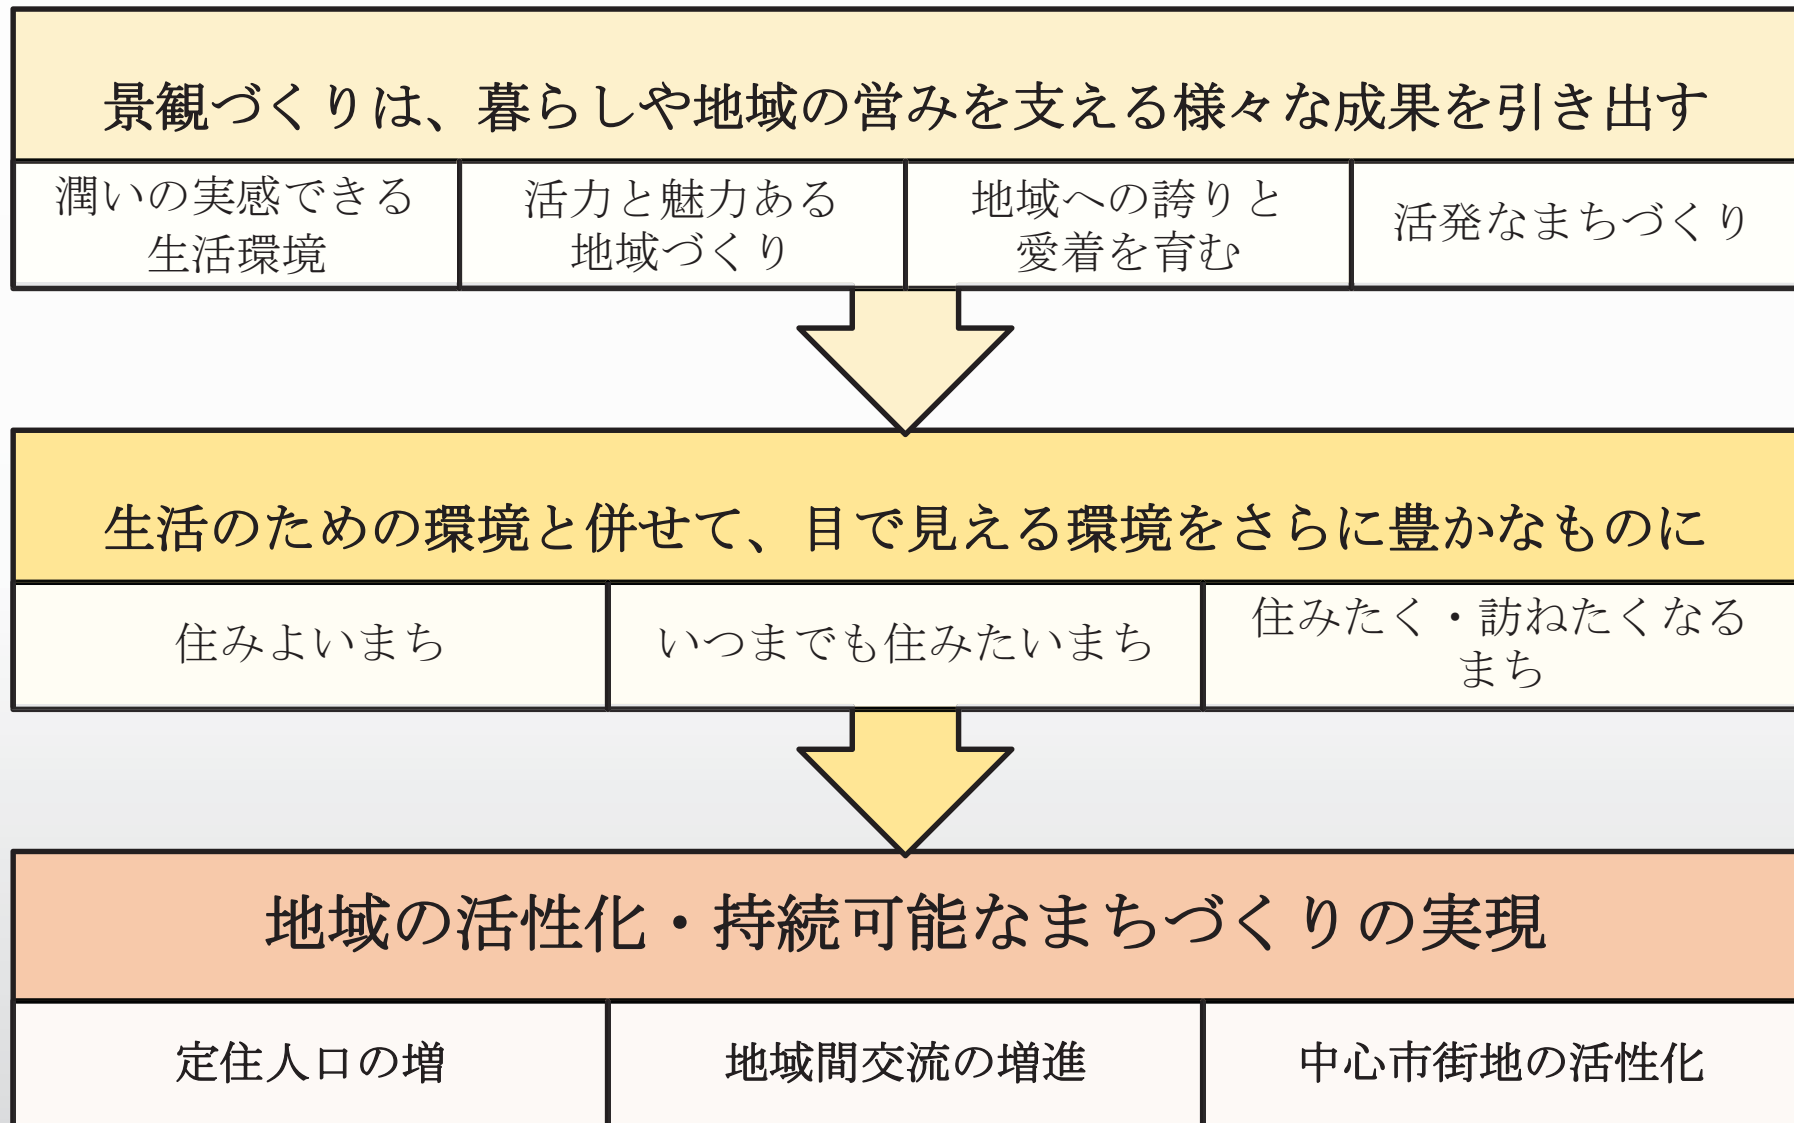 景観づくりは、暮らしや地域の営みを支える様々な成果を引き出す
潤いの実感できる
生活環境
活力と魅力ある
地域づくり
地域への誇りと
愛着を育む
活発なまちづくり
生活のための環境と併せて、目で見える環境をさらに豊かなものに
住みよいまち
いつまでも住みたいまち
住みたく・訪ねたくなる
まち
地域の活性化・持続可能なまちづくりの実現
定住人口の増
地域間交流の増進
中心市街地の活性化